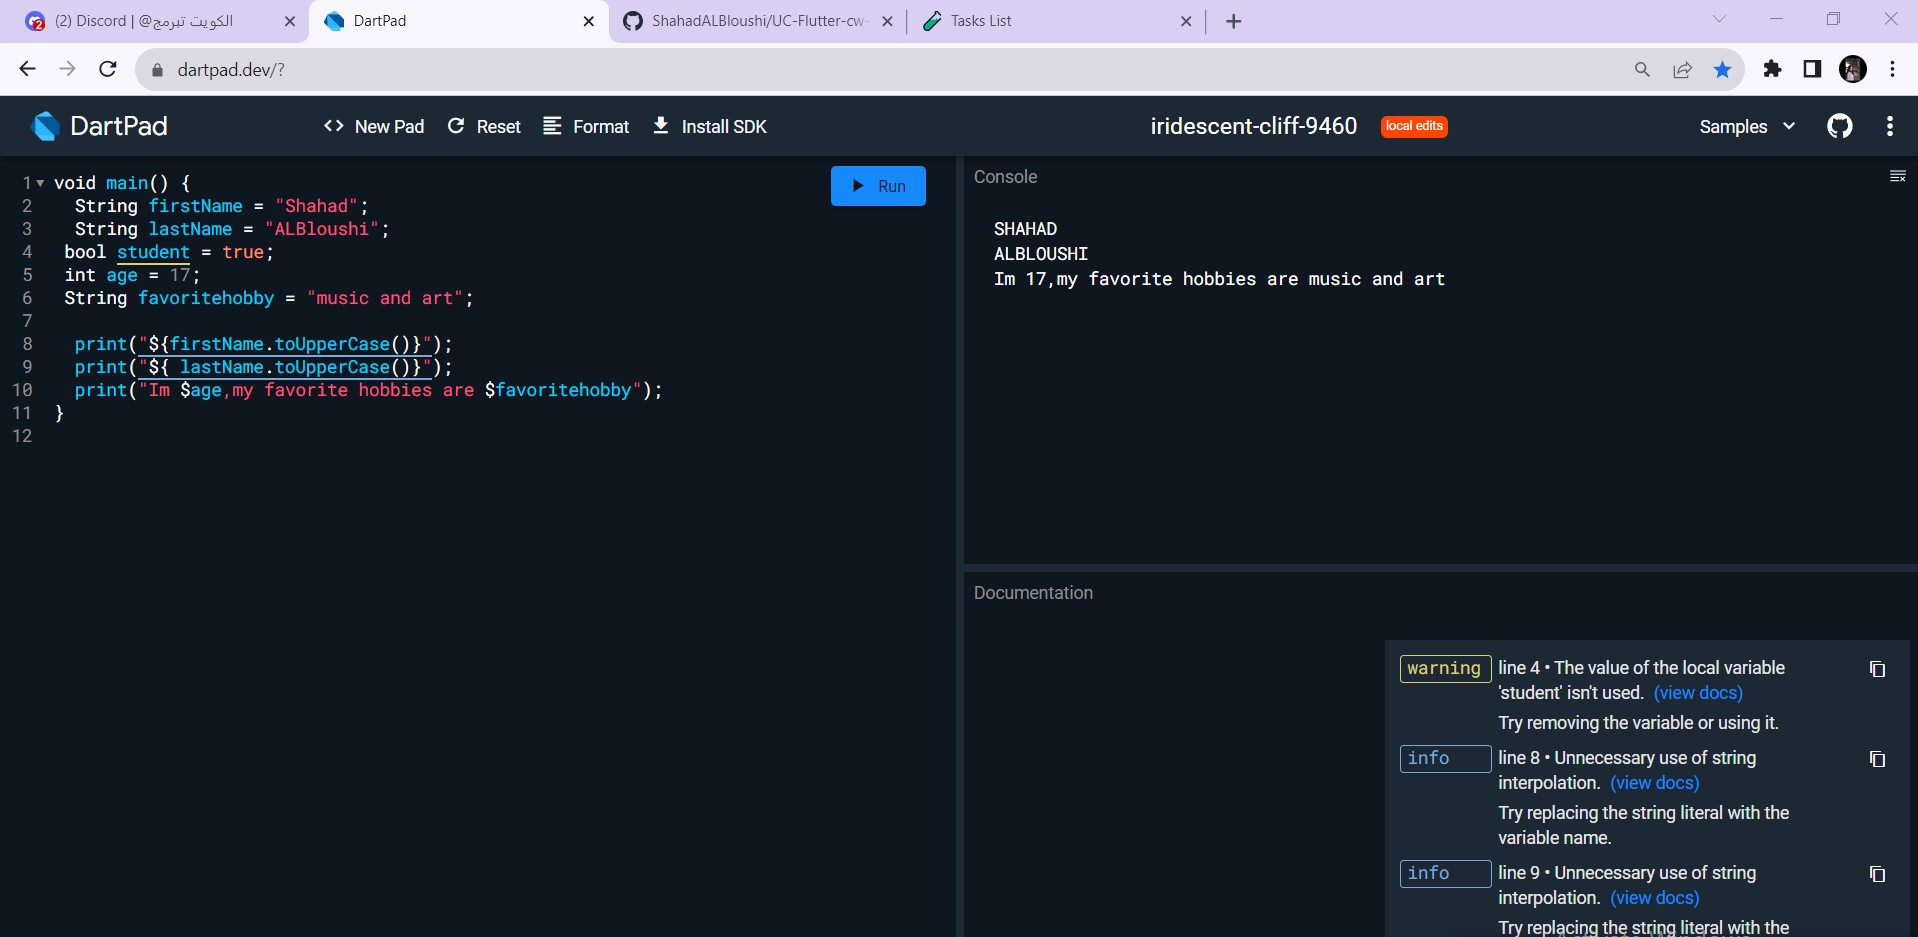 (2) Discord | @الكويت تبرمج
DartPad
ShahadALBloushi/UC-Flutter-cw-
Tasks List
dartpad.dev/?
DartPad
<> New Pad
Reset
Format
Install SDK
iridescent-cliff-9460
local edits
Samples
1 void main() {
2 String firstName = "Shahad";
3 String lastName = "ALBloushi";
4 bool student = true;
5 int age = 17;
6 String favoritehobby = "music and art";
7
8 print("${firstName.toUpperCase()}");
9 print("${ lastName.toUpperCase()}");
10 print("Im $age,my favorite hobbies are $favoritehobby");
11 }
12
Run
Console
SHAHAD
ALBLOUSHI
Im 17,my favorite hobbies are music and art
Documentation
warning line 4 • The value of the local variable
'student' isn't used. (view docs)
Try removing the variable or using it.
info line 8 • Unnecessary use of string
interpolation. (view docs)
Try replacing the string literal with the
variable name.
info line 9 • Unnecessary use of string
interpolation. (view docs)
Try replacing the string literal with the